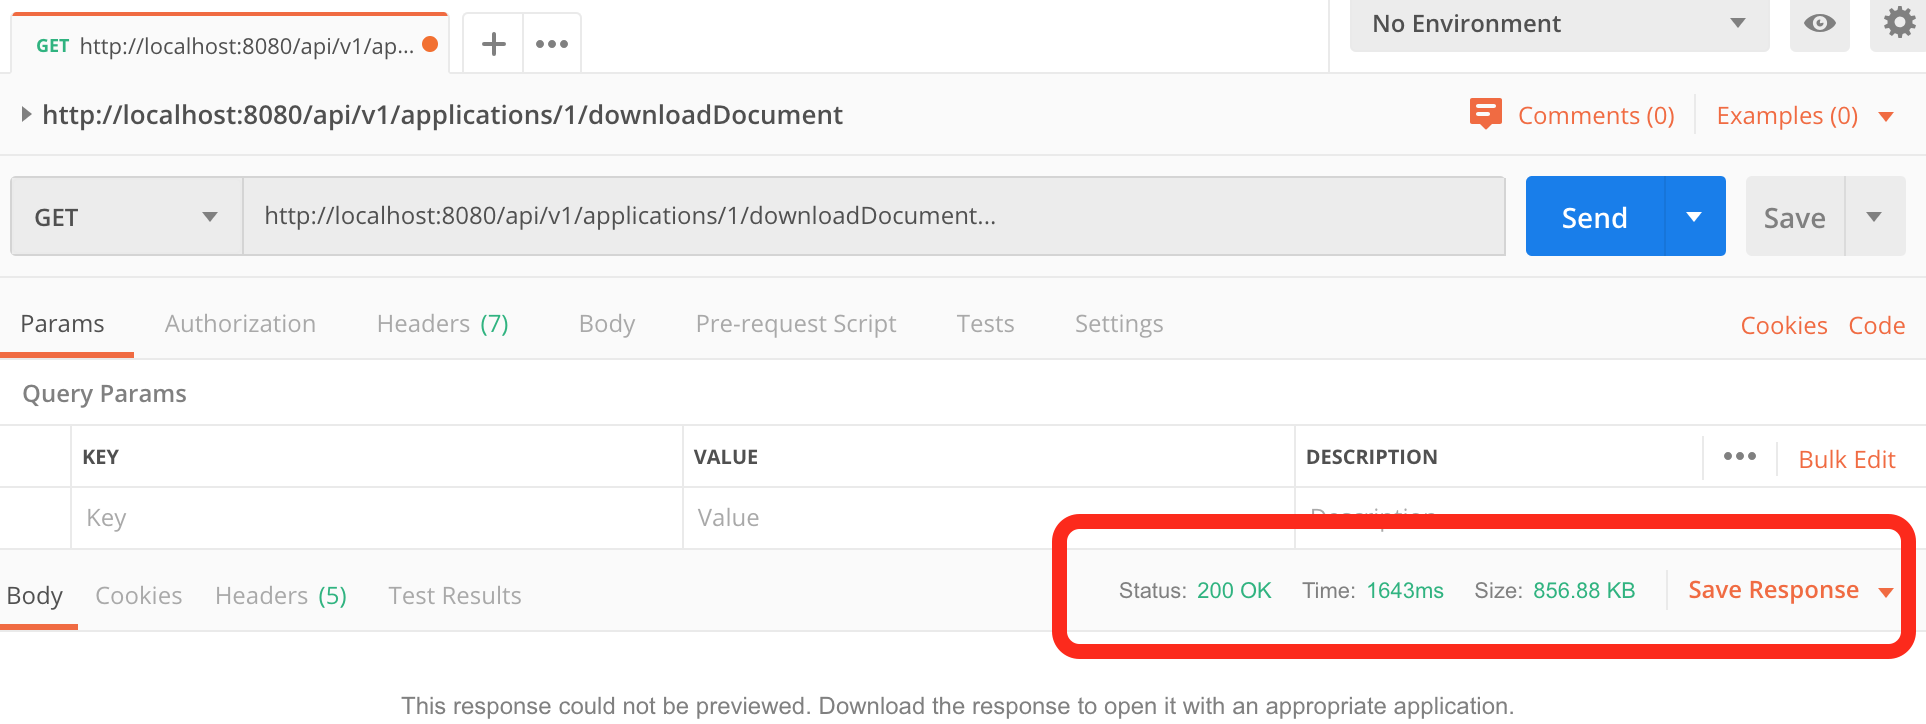 GET http://localhost:8080/api/v1/ap...
No Environment
http://localhost:8080/api/v1/applications/1/downloadDocument
Comments (0) Examples (0)
GET http://localhost:8080/api/v1/applications/1/downloadDocument...
Send Save
Params Authorization Headers (7) Body Pre-request Script Tests Settings Cookies Code
Query Params
KEY VALUE DESCRIPTION Bulk Edit
Key Value Description
Body Cookies Headers (5) Test Results Status: 200 OK Time: 1643ms Size: 856.88 KB Save Response
This response could not be previewed. Download the response to open it with an appropriate application.